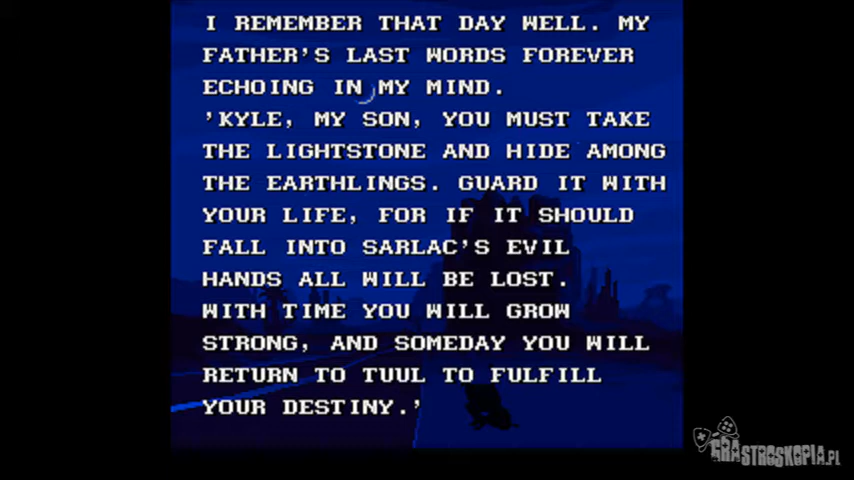 I REMEMBER THAT DAY WELL. MY
FATHER'S LAST WORDS FOREVER
ECHOING IN MY MIND.
'KYLE, MY SON, YOU MUST TAKE
THE LIGHTSTONE AND HIDE AMONG
THE EARTHLINGS. GUARD IT WITH
YOUR LIFE, FOR IF IT SHOULD
FALL INTO SARLAC'S EVIL
HANDS ALL WILL BE LOST.
WITH TIME YOU WILL GROW
STRONG, AND SOMEDAY YOU WILL
RETURN TO TUUL TO FULFILL
YOUR DESTINY.'
GRASTROSKOPIA.PL